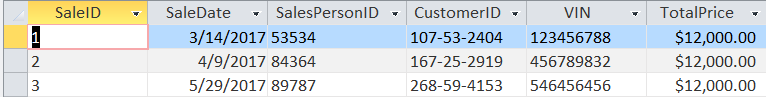 SaleID SaleDate SalesPersonID CustomerID VIN TotalPrice
1 3/14/2017 53534 107-53-2404 123456788 $12,000.00
2 4/9/2017 84364 167-25-2919 456789832 $12,000.00
3 5/29/2017 89787 268-59-4153 546456456 $12,000.00